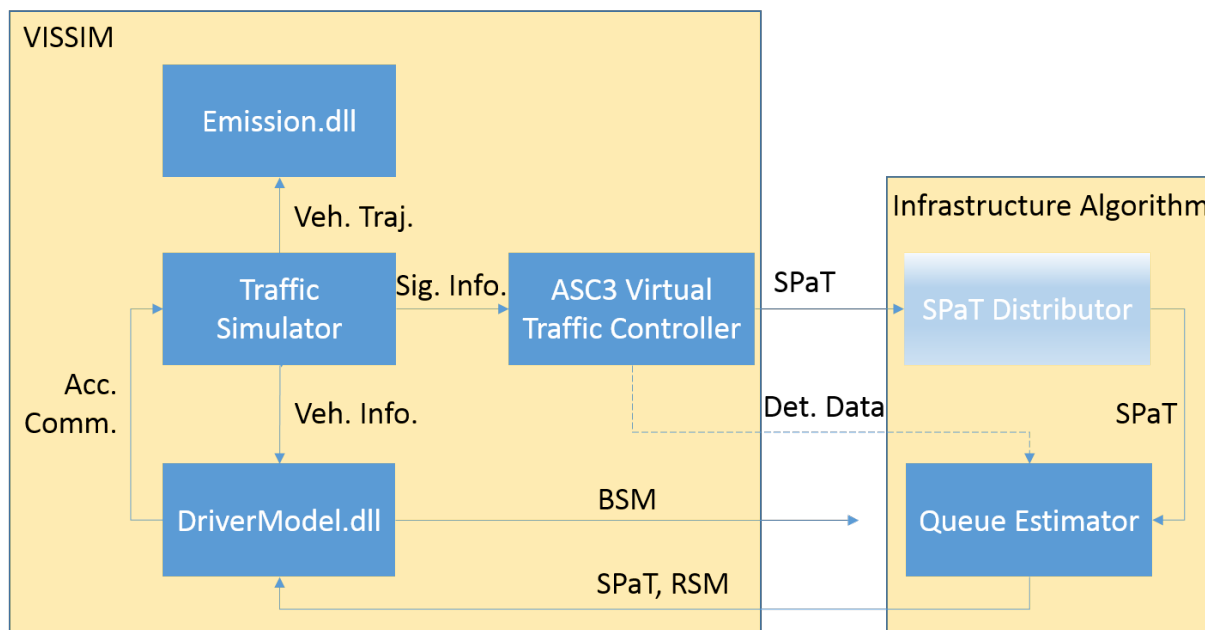 VISSIM
Emission.dll
Veh. Traj.
Infrastructure Algorithm
Traffic
Simulator
Sig. Info.
ASC3 Virtual
Traffic Controller
SPaT
SPaT Distributor
Acc.
Comm.
Veh. Info.
Det. Data
SPaT
DriverModel.dll
BSM
Queue Estimator
SPaT, RSM